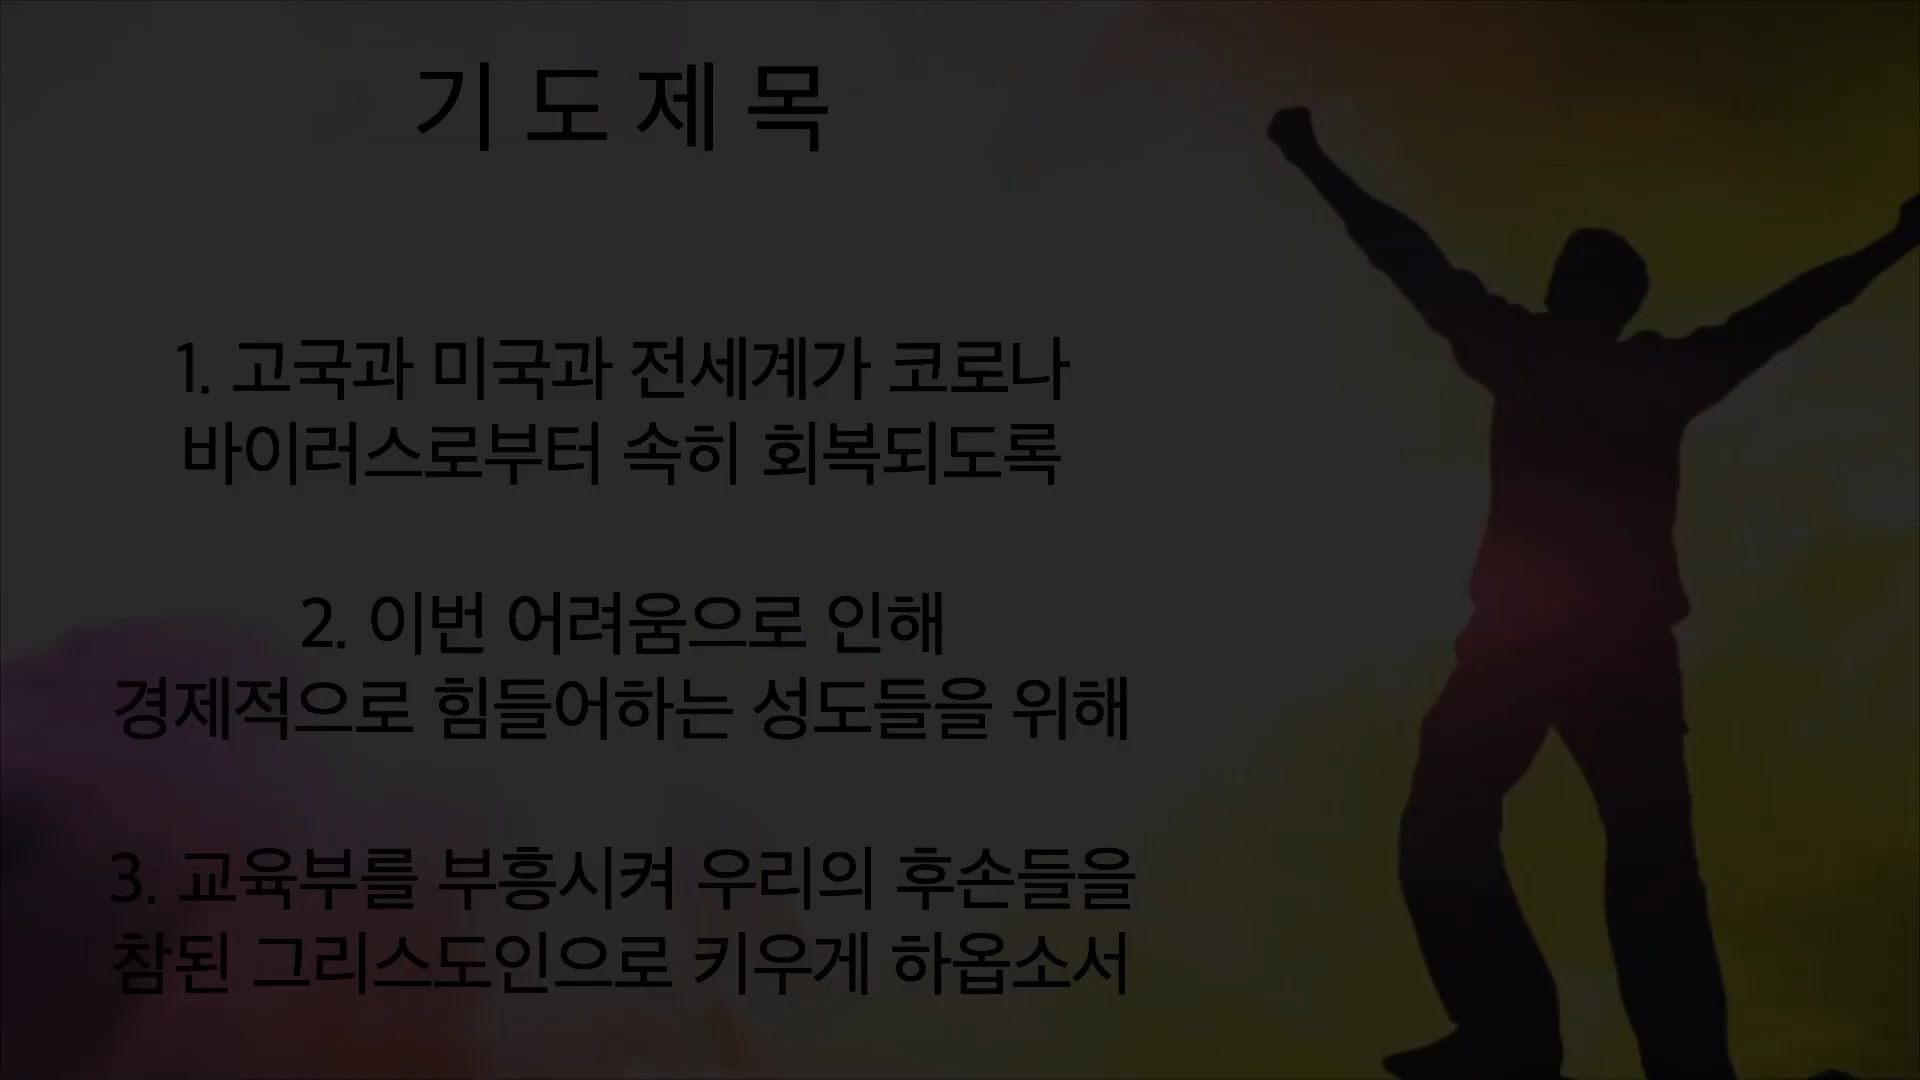 기 도 제 목
1. 고국과 미국과 전세계가 코로나
바이러스로부터 속히 회복되도록
2. 이번 어려움으로 인해
경제적으로 힘들어하는 성도들을 위해
3. 교육부를 부흥시켜 우리의 후손들을
참된 그리스도인으로 키우게 하옵소서